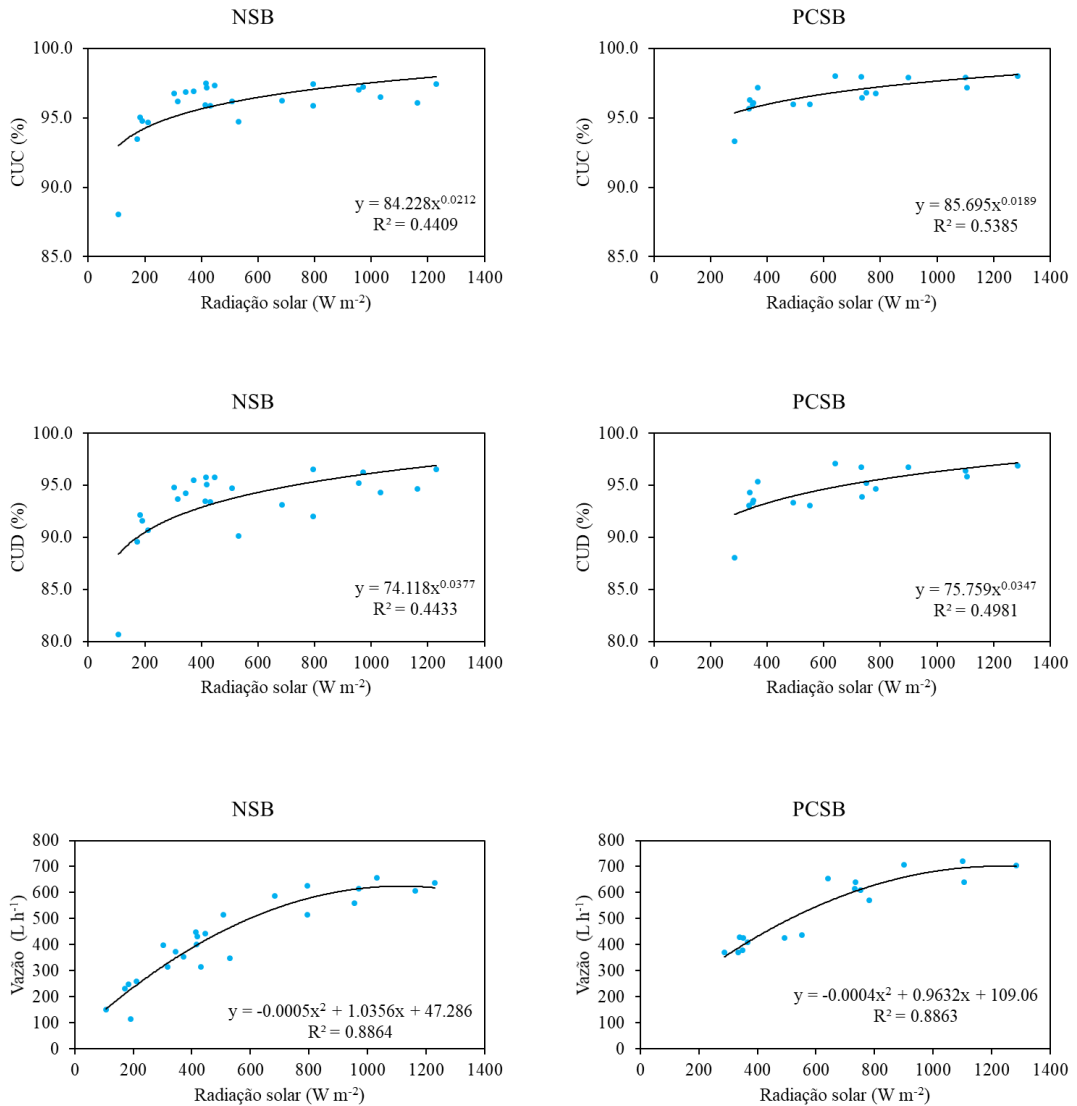 NSB
100.0
95.0
90.0
85.0
CUC (%)
y = 84.228x^0.0212
R² = 0.4409
0 200 400 600 800 1000 1200 1400
Radiação solar (W m⁻²)
PCSB
100.0
95.0
90.0
85.0
CUC (%)
y = 85.695x^0.0189
R² = 0.5385
0 200 400 600 800 1000 1200 1400
Radiação solar (W m⁻²)
NSB
100.0
95.0
90.0
85.0
80.0
CUD (%)
y = 74.118x^0.0377
R² = 0.4433
0 200 400 600 800 1000 1200 1400
Radiação solar (W m⁻²)
PCSB
100.0
95.0
90.0
85.0
80.0
CUD (%)
y = 75.759x^0.0347
R² = 0.4981
0 200 400 600 800 1000 1200 1400
Radiação solar (W m⁻²)
NSB
800
700
600
500
400
300
200
100
0
Vazão (L h⁻¹)
y = -0.0005x² + 1.0356x + 47.286
R² = 0.8864
0 200 400 600 800 1000 1200 1400
Radiação solar (W m⁻²)
PCSB
800
700
600
500
400
300
200
100
0
Vazão (L h⁻¹)
y = -0.0004x² + 0.9632x + 109.06
R² = 0.8863
0 200 400 600 800 1000 1200 1400
Radiação solar (W m⁻²)